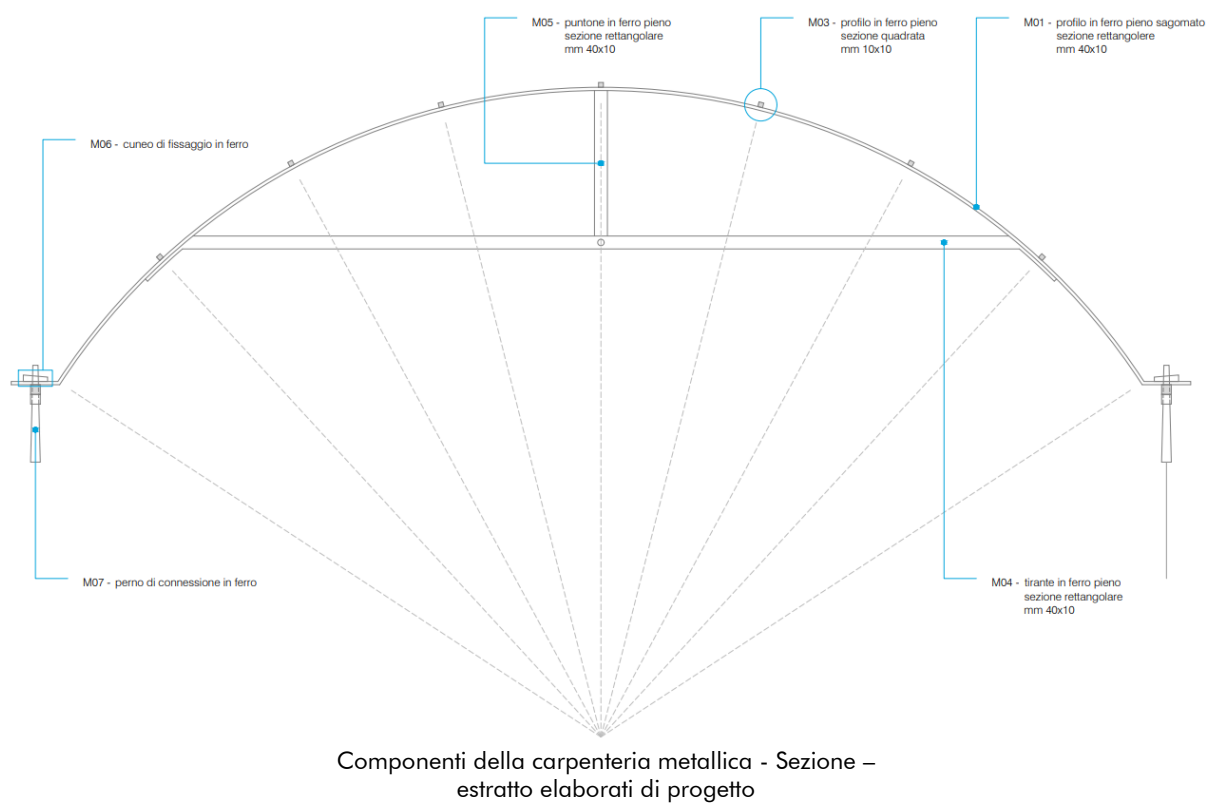 M05 - puntone in ferro pieno
sezione rettangolare
mm 40x10
M03 - profilo in ferro pieno
sezione quadrata
mm 10x10
M01 - profilo in ferro pieno sagomato
sezione rettangolere
mm 40x10
M06 - cuneo di fissaggio in ferro
M07 - perno di connessione in ferro
M04 - tirante in ferro pieno
sezione rettangolare
mm 40x10
Componenti della carpenteria metallica - Sezione –
estratto elaborati di progetto